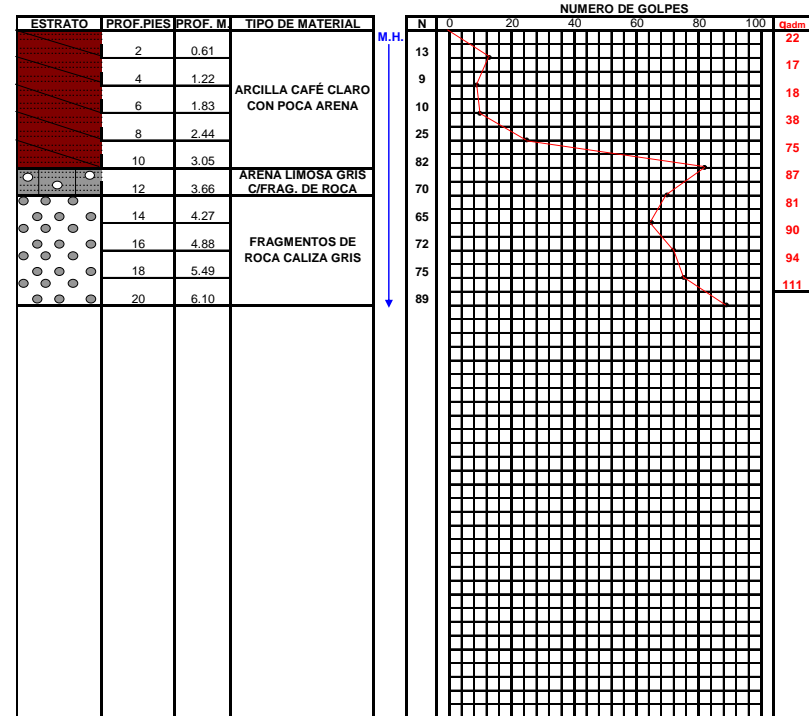 NUMERO DE GOLPES
ESTRATO PROF.PIES PROF. M. TIPO DE MATERIAL N 0 20 40 60 80 100 qadm
M.H.
22
2 0.61 13
17
4 1.22 9
ARCILLA CAFÉ CLARO
CON POCA ARENA
18
6 1.83 10
38
8 2.44 25
75
10 3.05 82
ARENA LIMOSA GRIS
C/FRAG. DE ROCA
87
12 3.66 70
81
14 4.27 65
90
FRAGMENTOS DE
ROCA CALIZA GRIS
16 4.88 72
94
18 5.49 75
111
20 6.10 89